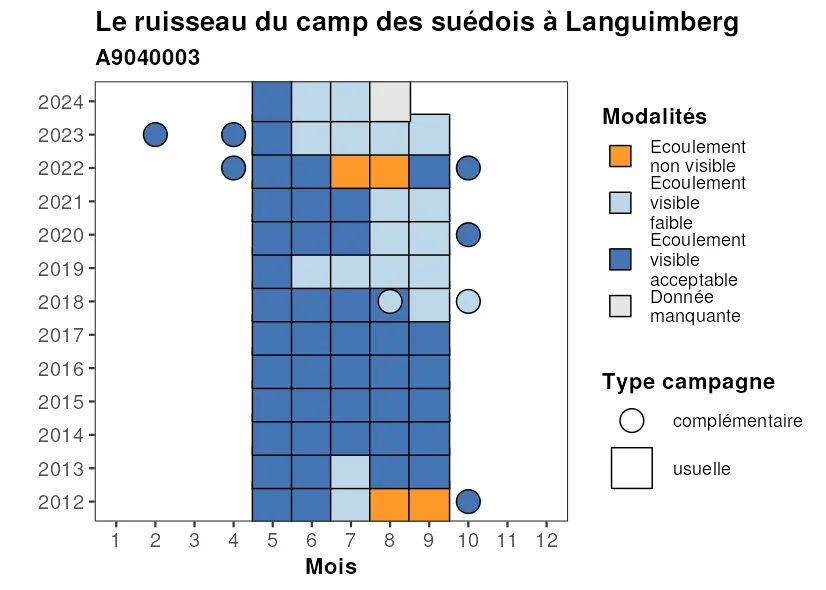 Le ruisseau du camp des suédois à Languimberg
A9040003
2024
2023
2022
2021
2020
2019
2018
2017
2016
2015
2014
2013
2012
1 2 3 4 5 6 7 8 9 10 11 12
Mois
Modalités
Ecoulement
non visible
Ecoulement
visible
faible
Ecoulement
visible
acceptable
Donnée
manquante
Type campagne
complémentaire
usuelle